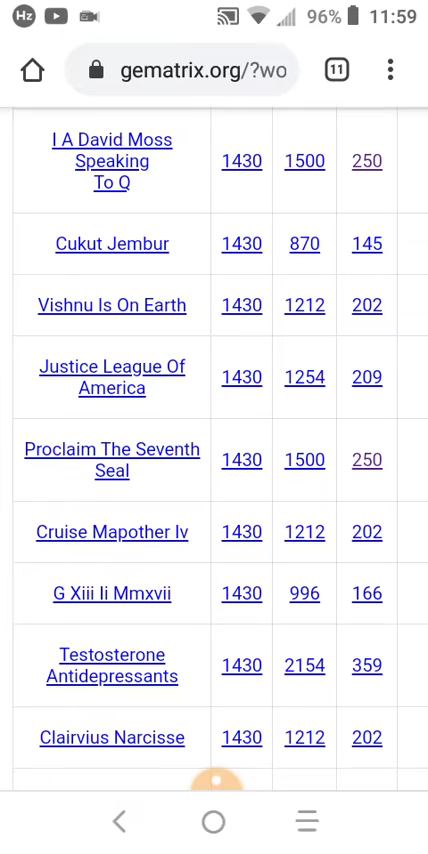 Hz 96% 11:59
gematrix.org/?wo 11
I A David Moss
Speaking
To Q
1430 1500 250
Cukut Jembur 1430 870 145
Vishnu Is On Earth 1430 1212 202
Justice League Of
America
1430 1254 209
Proclaim The Seventh
Seal
1430 1500 250
Cruise Mapother Iv 1430 1212 202
G Xiii Ii Mmxvii 1430 996 166
Testosterone
Antidepressants
1430 2154 359
Clairvius Narcisse 1430 1212 202